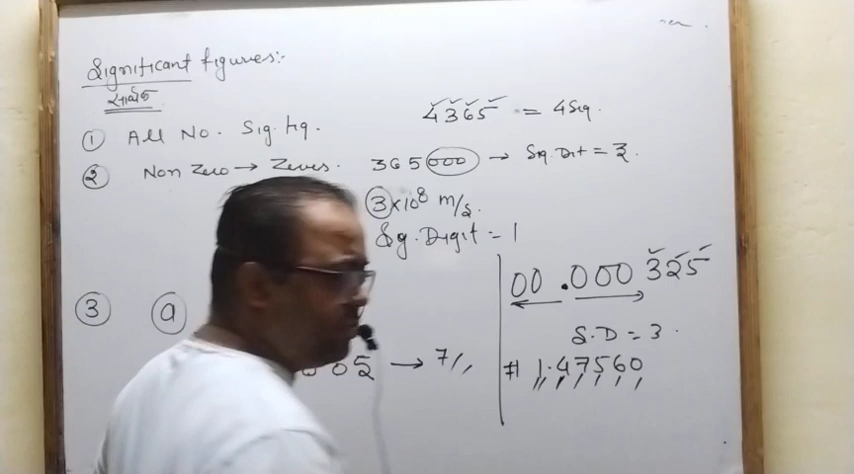 Significant figures:-
सार्थक
① All No. Sig. fig. 4365 = 4 Sig.
② Non Zero → Zeros. 365000 → Sig. Dit = 3.
3×10⁸ m/s.
Sg. Digit = 1
00.000325
③ ⓐ
S.D = 3.
005 → 7
# 1.47560